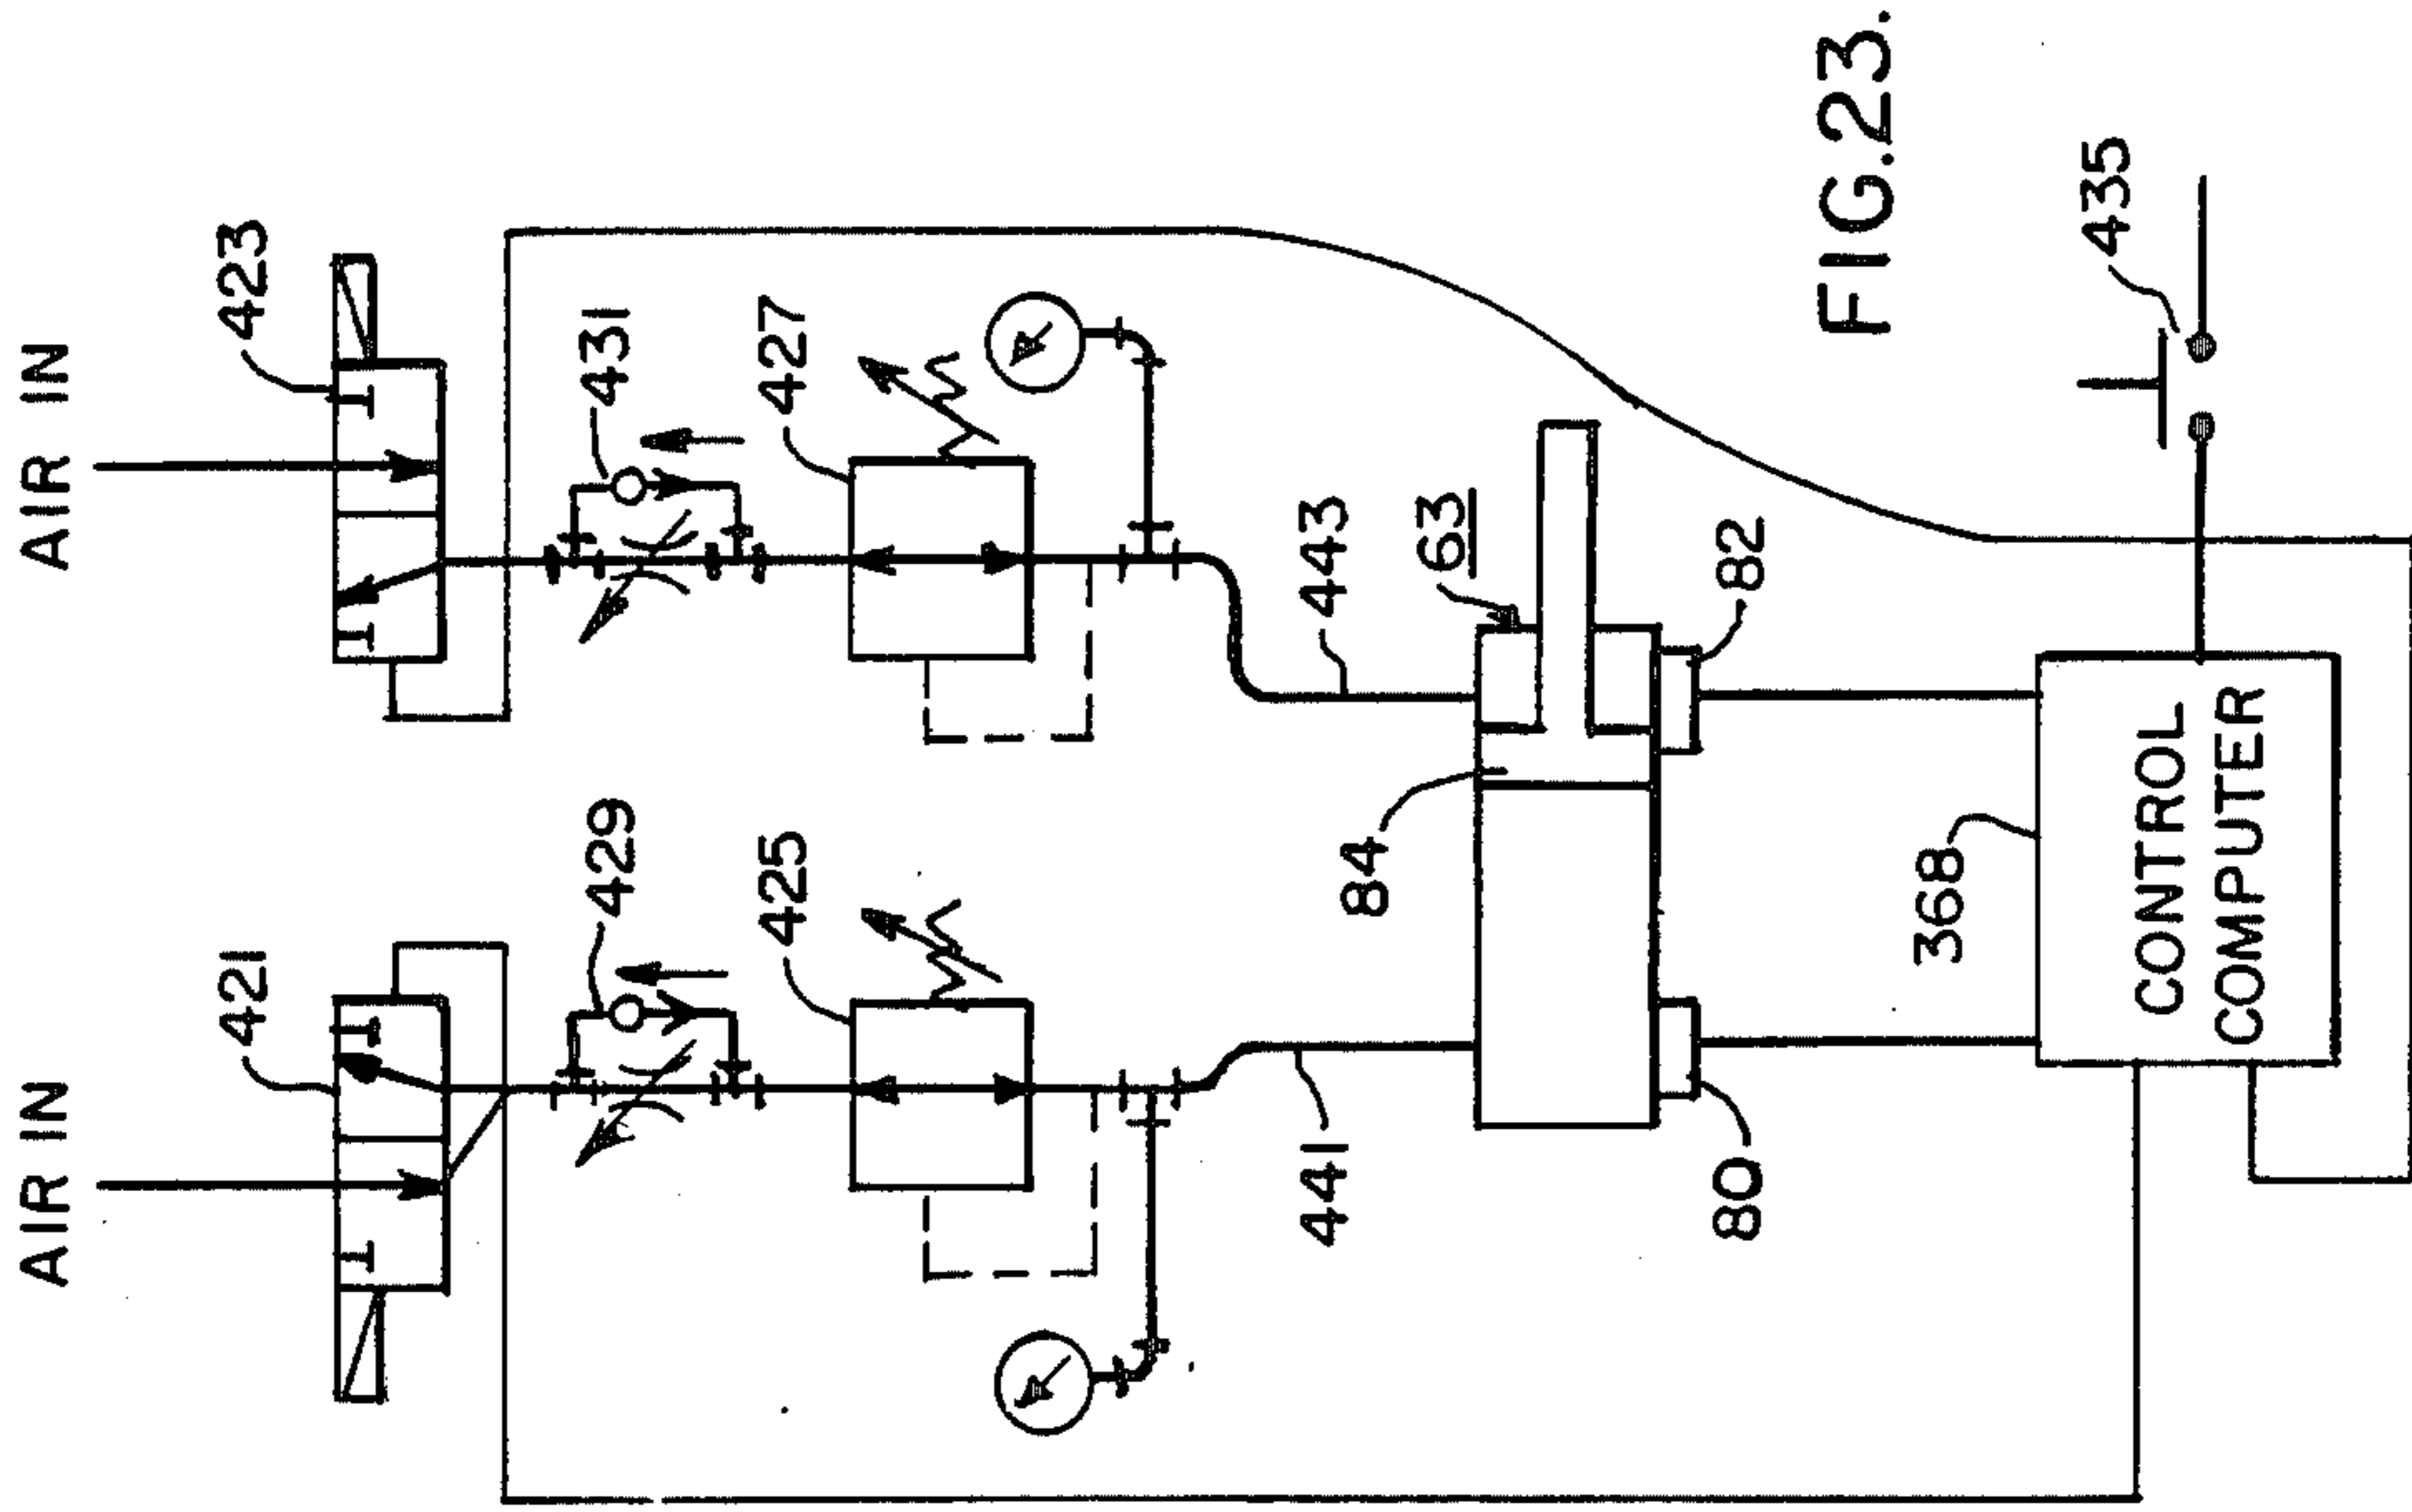 AIR IN
AIR IN
421
423
429
431
425
427
441
443
63
84
80
82
368
CONTROL
COMPUTER
435
FIG.23.